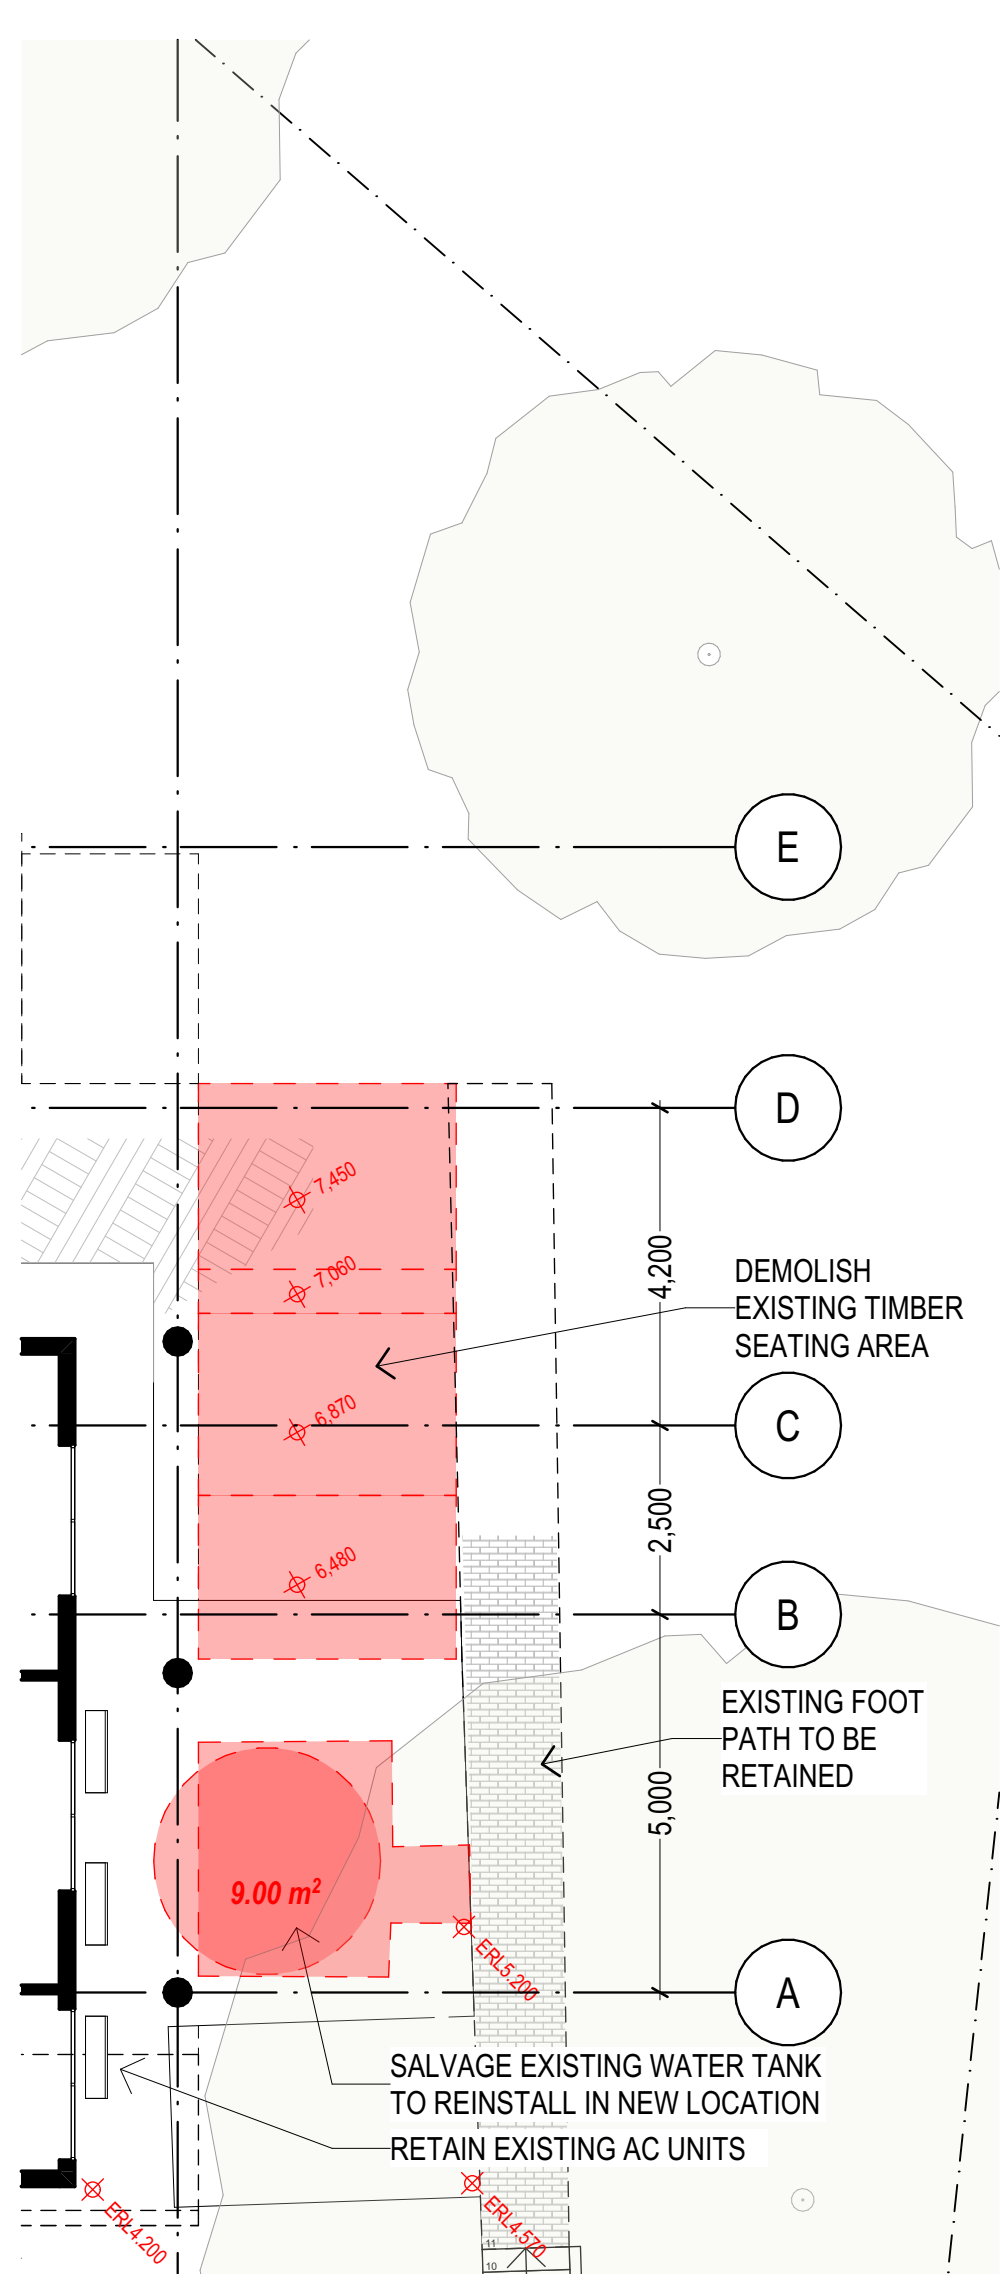 E
D
7,450
7,060
4,200
DEMOLISH
EXISTING TIMBER
SEATING AREA
6,870
C
2,500
6,480
B
EXISTING FOOT
PATH TO BE
RETAINED
5,000
9.00 m²
ERL5.200
A
SALVAGE EXISTING WATER TANK
TO REINSTALL IN NEW LOCATION
RETAIN EXISTING AC UNITS
ERL4.200
ERL4.570
11
10